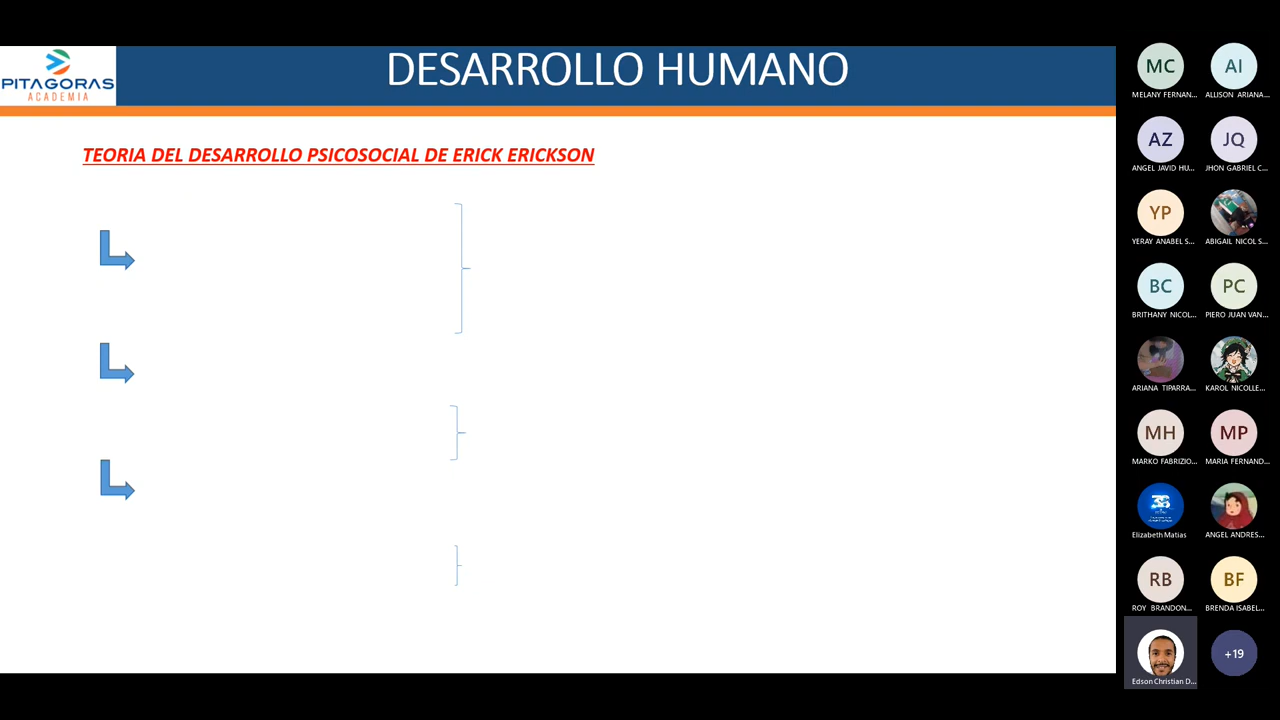 PITAGORAS
ACADEMIA
DESARROLLO HUMANO
TEORIA DEL DESARROLLO PSICOSOCIAL DE ERICK ERICKSON
MC
AI
MELANY FERNAN...
ALLISON ARIANA...
AZ
JQ
ANGEL JAVID HU...
JHON GABRIEL C...
YP
YERAY ANABEL S...
ABIGAIL NICOL S...
BC
PC
BRITHANY NICOL...
PIERO JUAN VAN...
ARIANA TIPARRA...
KAROL NICOLLE...
MH
MP
MARKO FABRIZIO...
MARIA FERNAND...
Elizabeth Matias
ANGEL ANDRES...
RB
BF
ROY BRANDON...
BRENDA ISABEL...
+19
Edson Christian D...